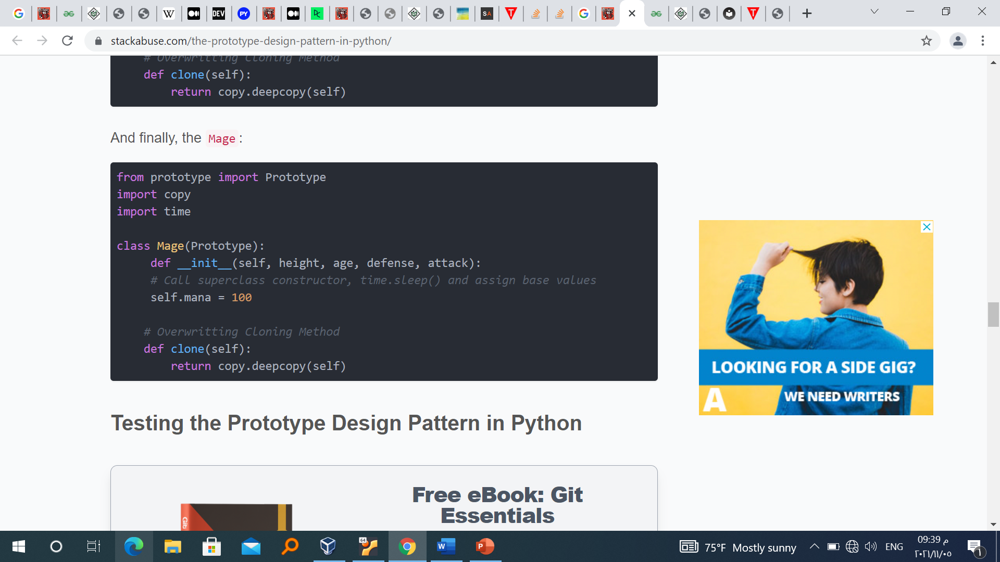 DEV
PY
SA
stackabuse.com/the-prototype-design-pattern-in-python/
# Overwritting Cloning Method
def clone(self):
return copy.deepcopy(self)
And finally, the Mage:
from prototype import Prototype
import copy
import time
class Mage(Prototype):
def __init__(self, height, age, defense, attack):
# Call superclass constructor, time.sleep() and assign base values
self.mana = 100
# Overwritting Cloning Method
def clone(self):
return copy.deepcopy(self)
LOOKING FOR A SIDE GIG?
A WE NEED WRITERS
Testing the Prototype Design Pattern in Python
Free eBook: Git
Essentials
Git
64
75°F Mostly sunny
ENG
09:39 م
٢٠٢١/١١/٠٥
١